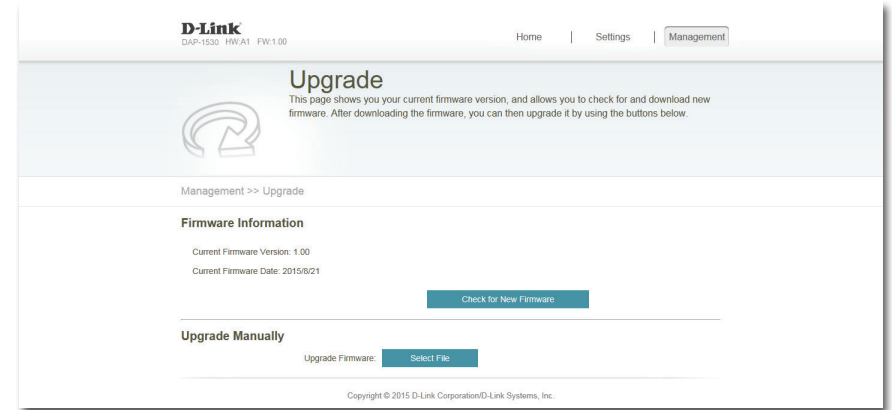 D-Link
DAP-1530 HW:A1 FW:1.00
Home | Settings | Management
Upgrade
This page shows you your current firmware version, and allows you to check for and download new
firmware. After downloading the firmware, you can then upgrade it by using the buttons below.
Management >> Upgrade
Firmware Information
Current Firmware Version: 1.00
Current Firmware Date: 2015/8/21
Check for New Firmware
Upgrade Manually
Upgrade Firmware: Select File
Copyright © 2015 D-Link Corporation/D-Link Systems, Inc.